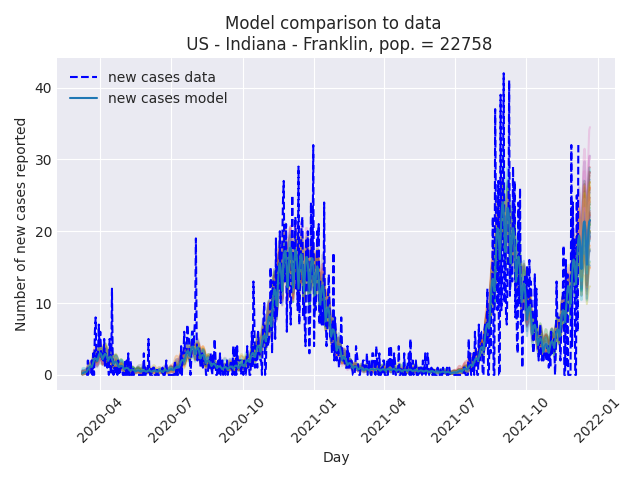 Model comparison to data
US - Indiana - Franklin, pop. = 22758
new cases data
new cases model
Number of new cases reported
40
30
20
10
0
2020-04
2020-07
2020-10
2021-01
2021-04
2021-07
2021-10
2022-01
Day